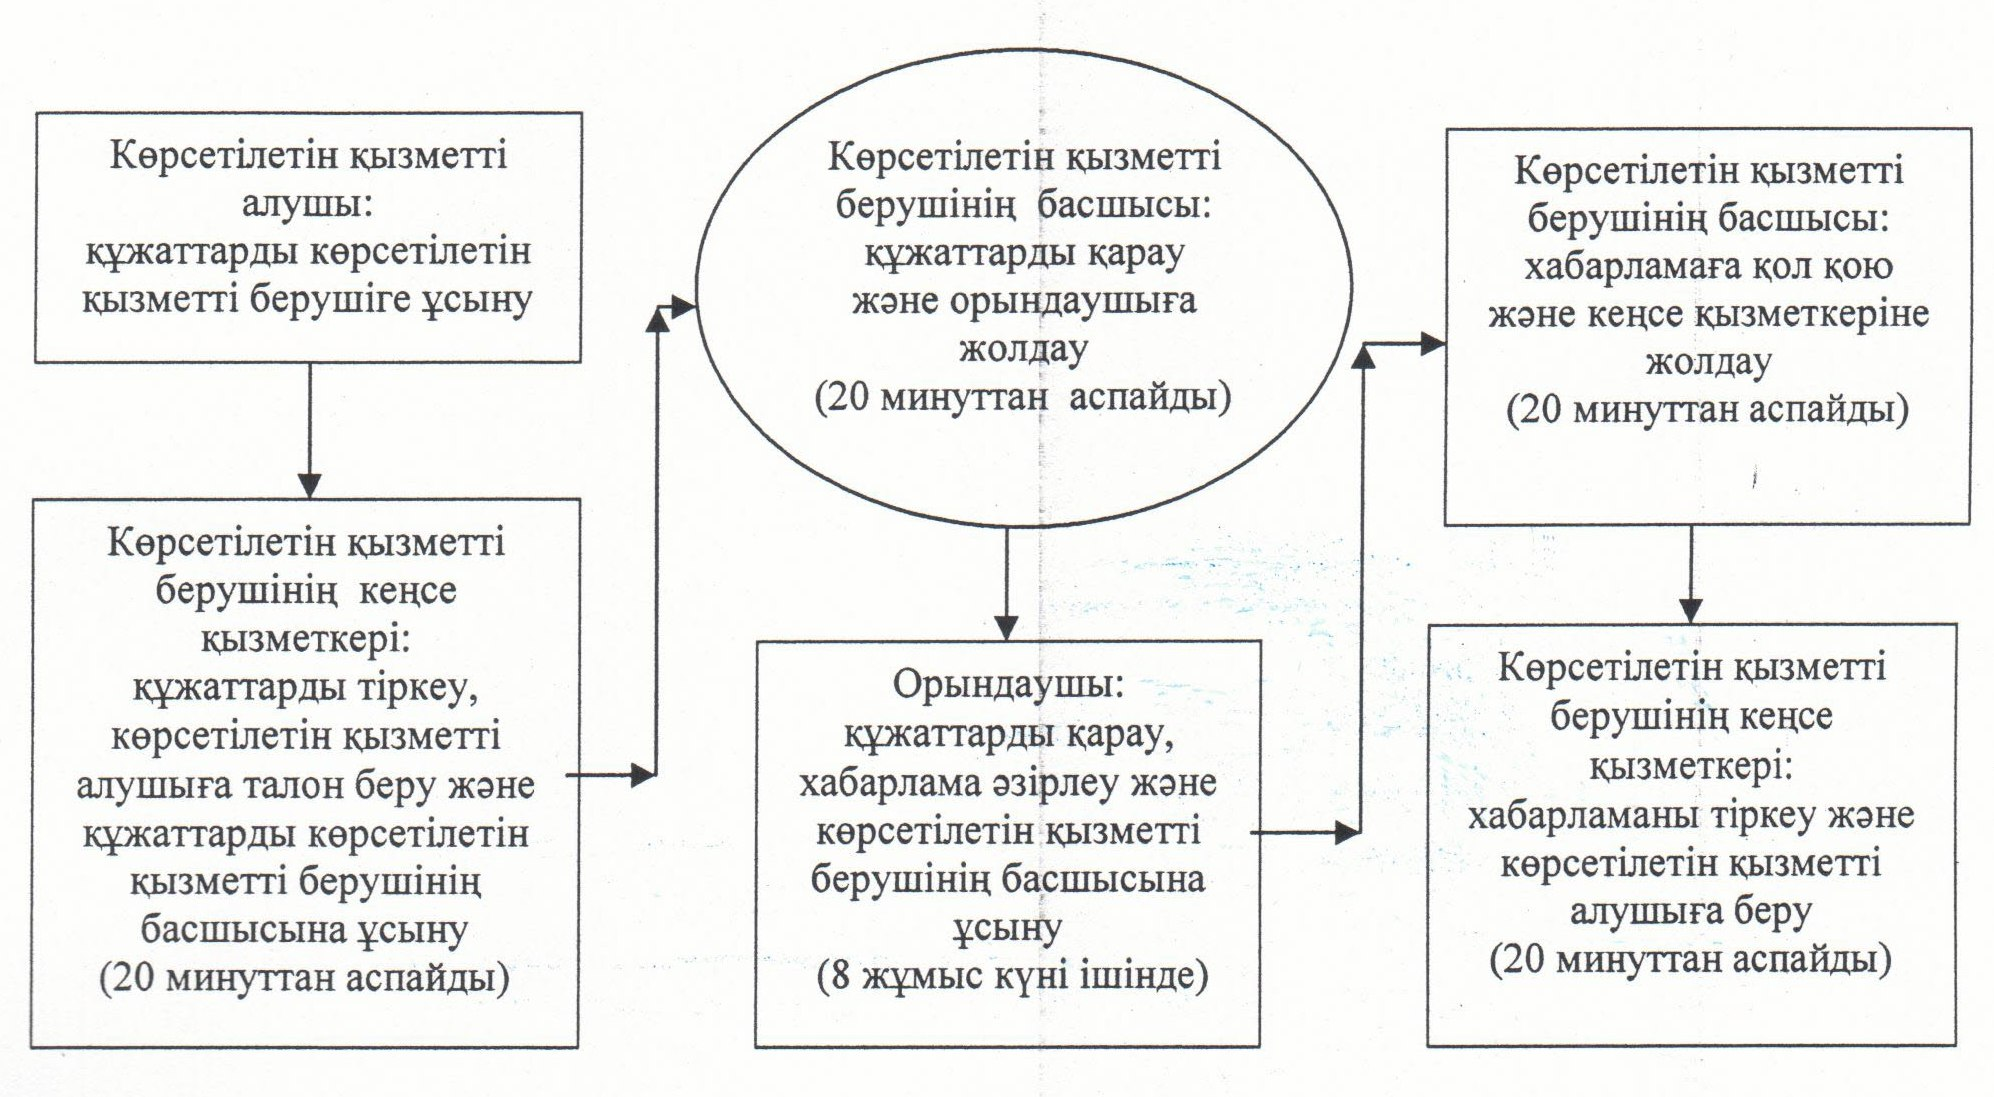 Көрсетілетін қызметті
алушы:
құжаттарды көрсетілетін
қызметті берушіге ұсыну
Көрсетілетін қызметті
берушінің кеңсе
қызметкері:
құжаттарды тіркеу,
көрсетілетін қызметті
алушыға талон беру және
құжаттарды көрсетілетін
қызметті берушінің
басшысына ұсыну
(20 минуттан аспайды)
Көрсетілетін қызметті
берушінің басшысы:
құжаттарды қарау
және орындаушыға
жолдау
(20 минуттан аспайды)
Орындаушы:
құжаттарды қарау,
хабарлама әзірлеу және
көрсетілетін қызметті
берушінің басшысына
ұсыну
(8 жұмыс күні ішінде)
Көрсетілетін қызметті
берушінің басшысы:
хабарламаға қол қою
және кеңсе қызметкеріне
жолдау
(20 минуттан аспайды)
Көрсетілетін қызметті
берушінің кеңсе
қызметкері:
хабарламаны тіркеу және
көрсетілетін қызметті
алушыға беру
(20 минуттан аспайды)